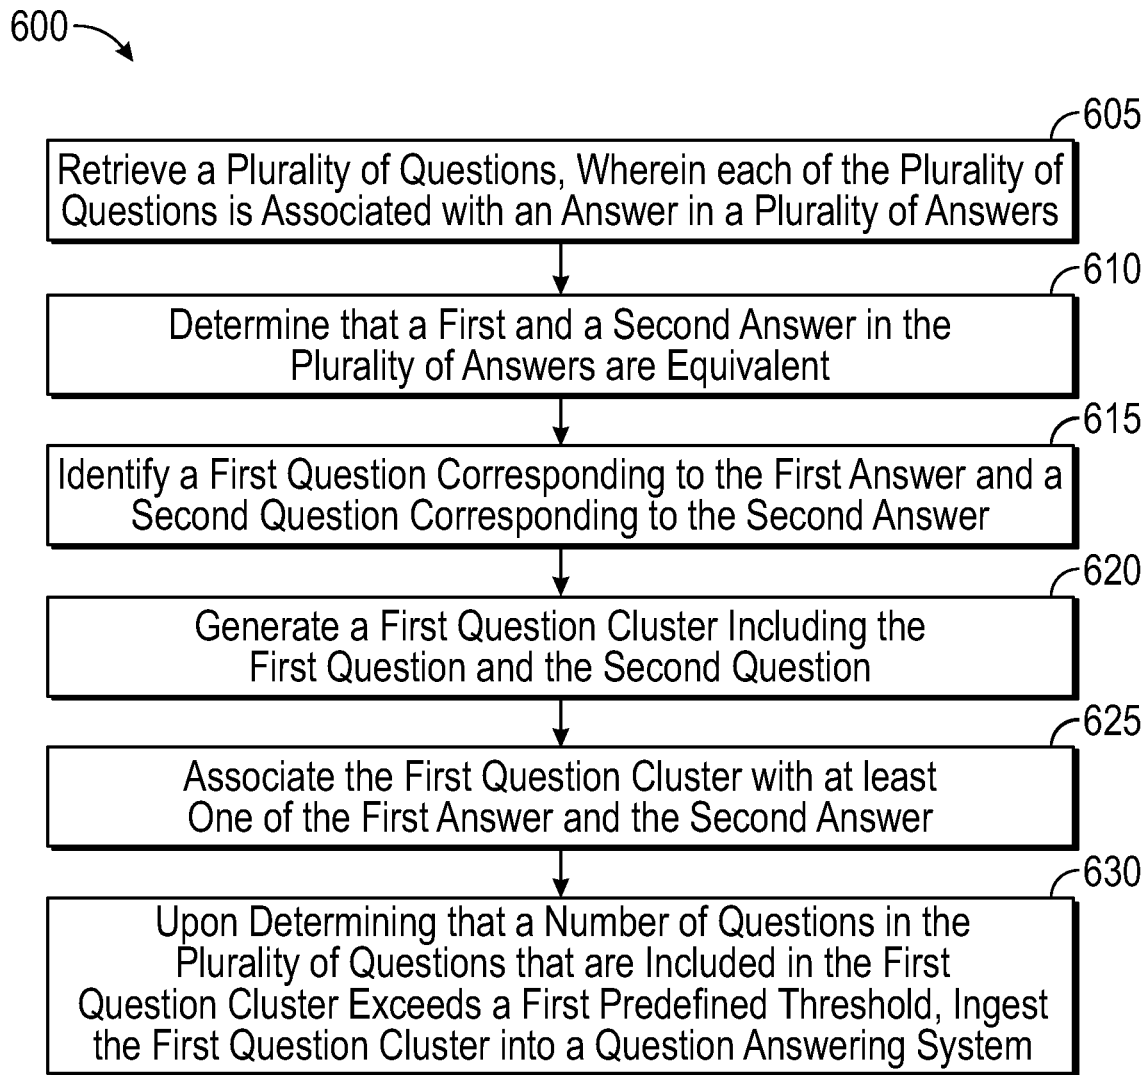 600
605
Retrieve a Plurality of Questions, Wherein each of the Plurality of
Questions is Associated with an Answer in a Plurality of Answers
610
Determine that a First and a Second Answer in the
Plurality of Answers are Equivalent
615
Identify a First Question Corresponding to the First Answer and a
Second Question Corresponding to the Second Answer
620
Generate a First Question Cluster Including the
First Question and the Second Question
625
Associate the First Question Cluster with at least
One of the First Answer and the Second Answer
630
Upon Determining that a Number of Questions in the
Plurality of Questions that are Included in the First
Question Cluster Exceeds a First Predefined Threshold, Ingest
the First Question Cluster into a Question Answering System